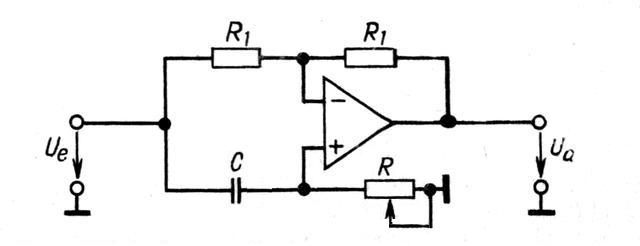 R1 R1
−
+
Ue Ua
C R